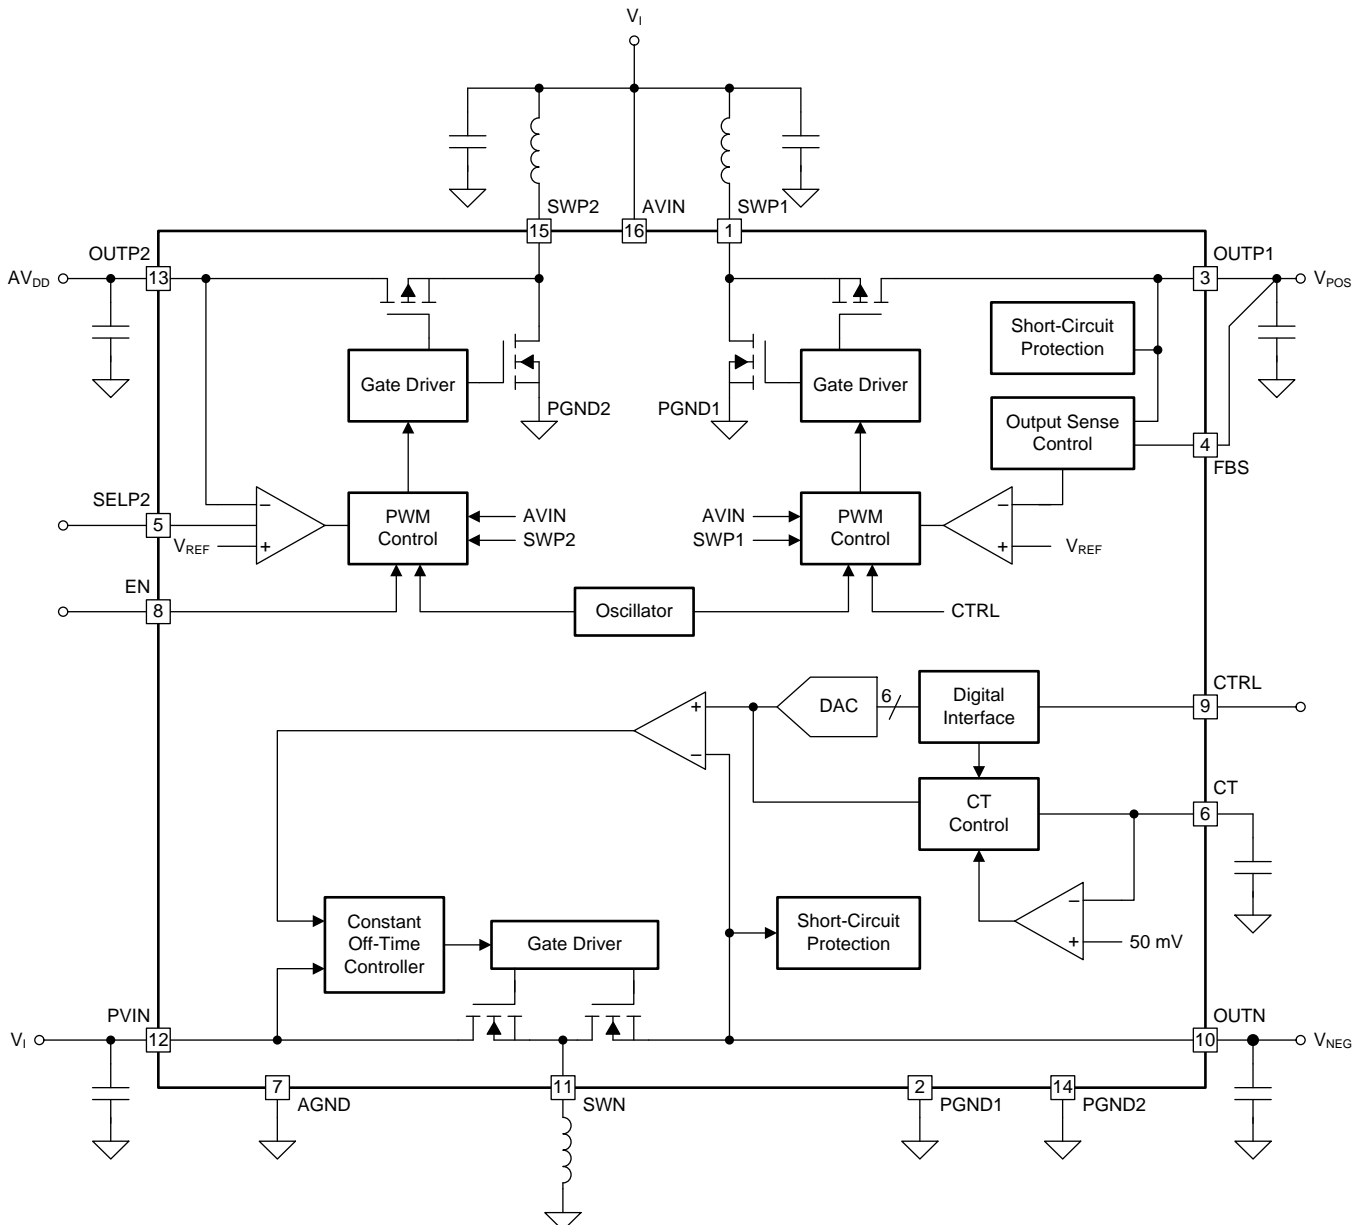 V_I
SWP2
AVIN
SWP1
15
16
1
OUTP2
OUTP1
AV_DD
13
3
V_POS
Short-Circuit
Protection
Gate Driver
Gate Driver
PGND2
PGND1
Output Sense
Control
4
FBS
SELP2
5
V_REF
−
+
PWM
Control
AVIN
SWP2
AVIN
SWP1
PWM
Control
−
+
V_REF
EN
8
Oscillator
CTRL
DAC
6
Digital
Interface
CTRL
9
+
−
CT
Control
CT
6
Constant
Off-Time
Controller
Gate Driver
Short-Circuit
Protection
−
+
50 mV
PVIN
OUTN
V_I
12
10
V_NEG
7
AGND
11
SWN
2
PGND1
14
PGND2